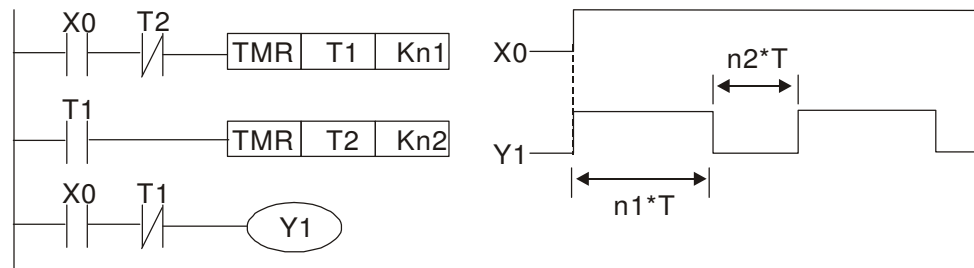 X0 T2
TMR T1 Kn1
T1
TMR T2 Kn2
X0 T1
Y1
X0
n2*T
Y1
n1*T